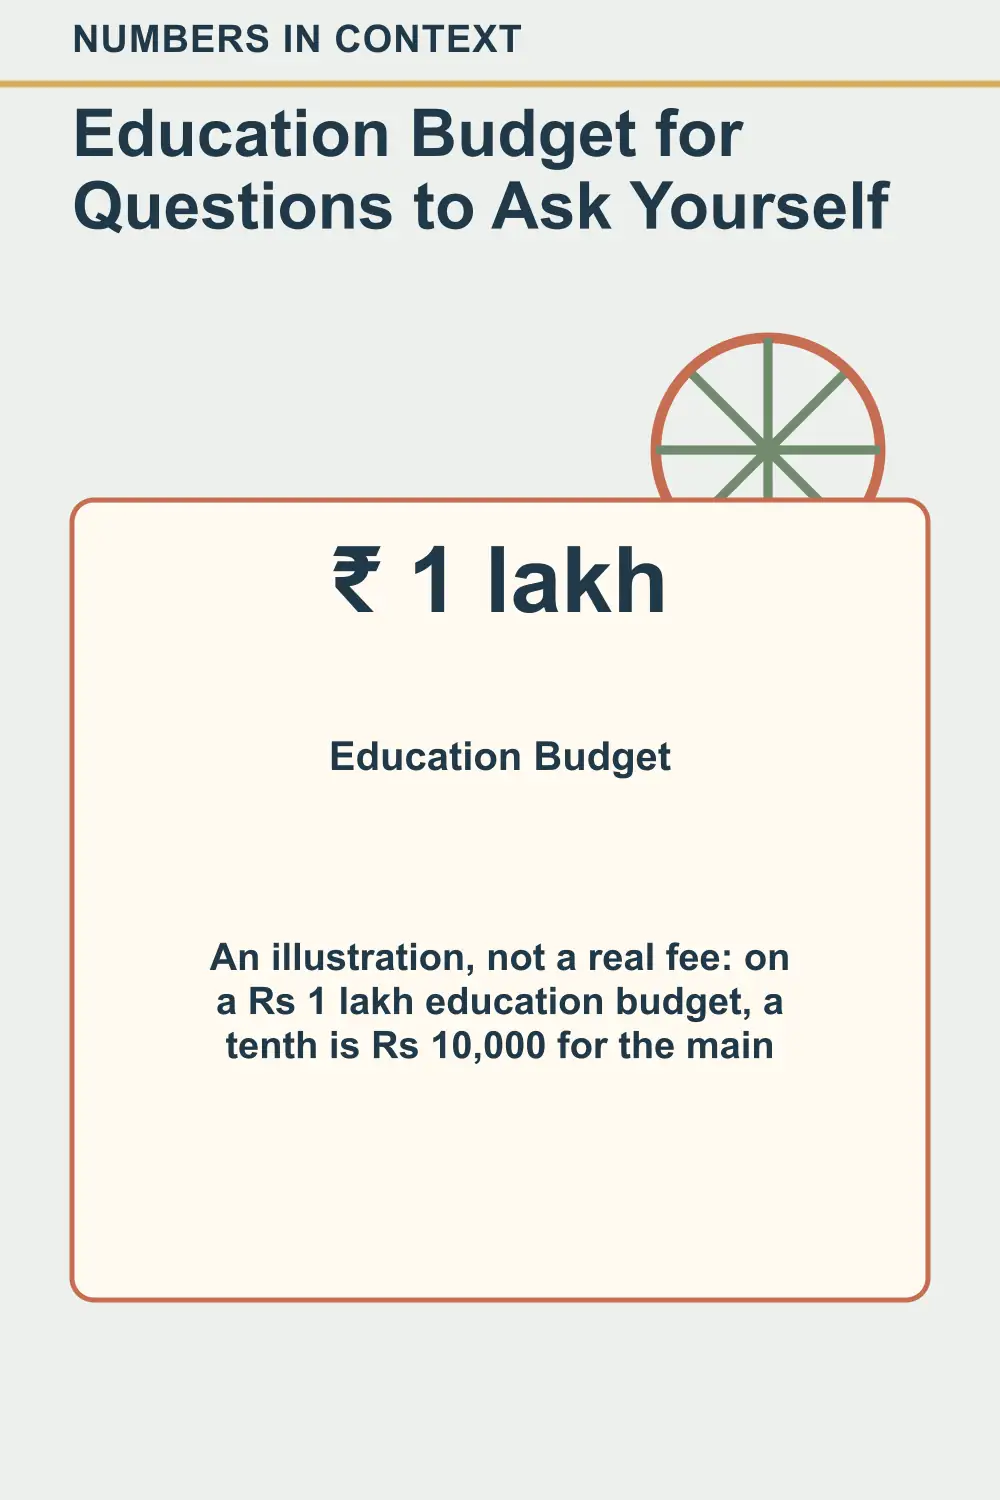 NUMBERS IN CONTEXT
Education Budget for
Questions to Ask Yourself
₹ 1 lakh
Education Budget
An illustration, not a real fee: on
a Rs 1 lakh education budget, a
tenth is Rs 10,000 for the main